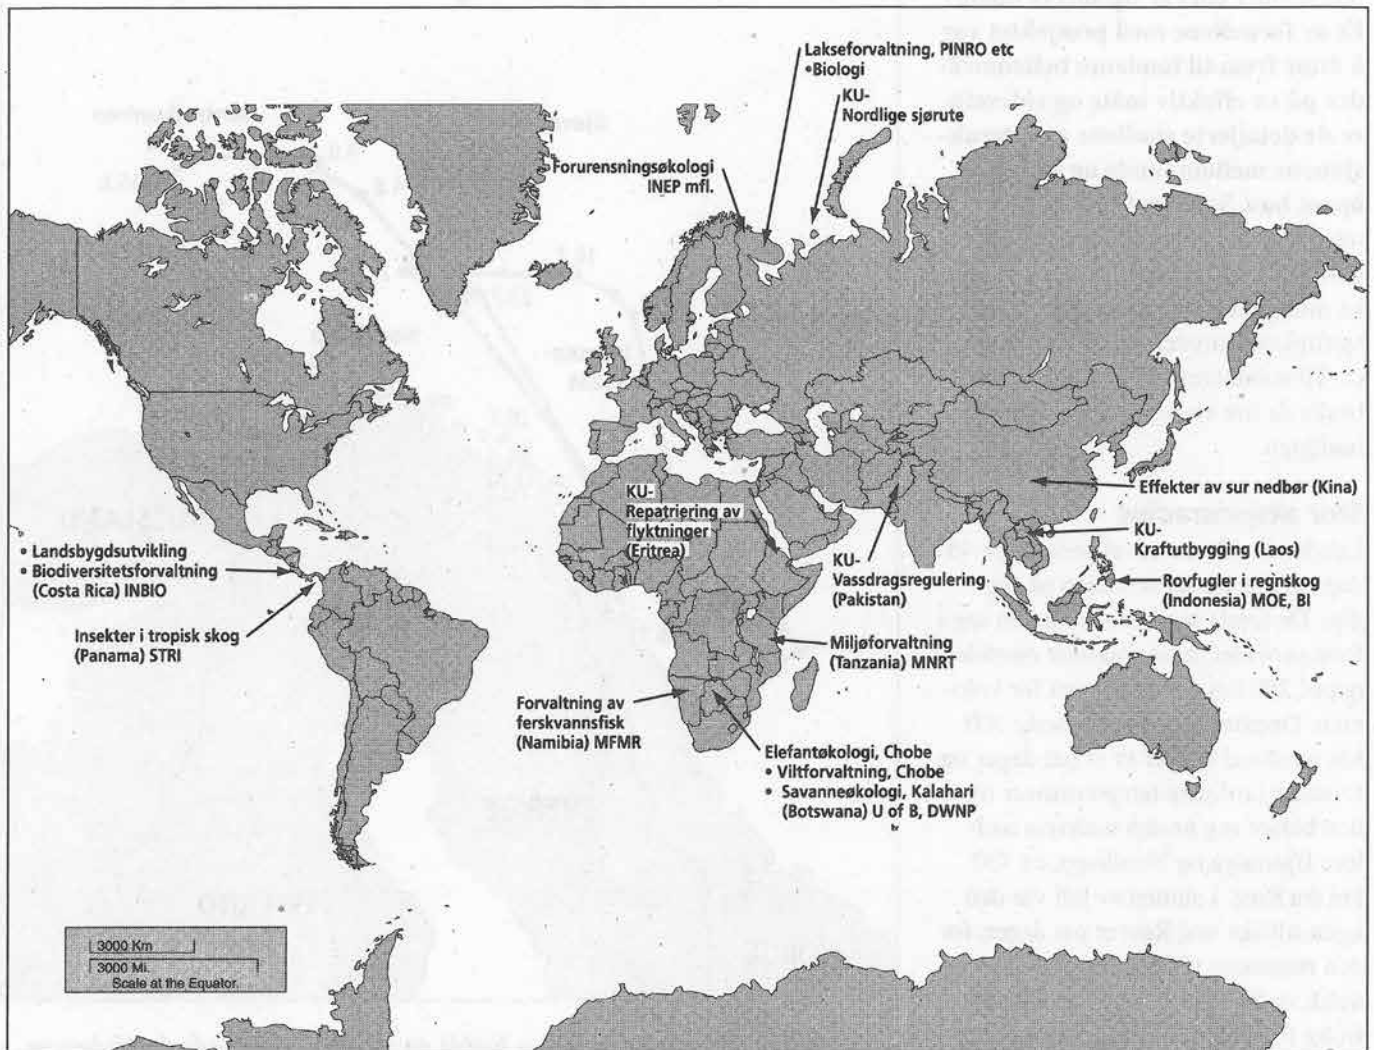 Lakseforvaltning, PINRO etc
•Biologi
KU-
Nordlige sjørute
Forurensningsøkologi
INEP mfl.
KU-
Repatriering av
flyktninger
(Eritrea)
Effekter av sur nedbør (Kina)
KU-
Kraftutbygging (Laos)
• Landsbygdsutvikling
• Biodiversitetsforvaltning
(Costa Rica) INBIO
KU-
Vassdragsregulering
(Pakistan)
Rovfugler i regnskog
(Indonesia) MOE, BI
Insekter i tropisk skog
(Panama) STRI
Miljøforvaltning
(Tanzania) MNRT
Forvaltning av
ferskvannsfisk
(Namibia) MFMR
Elefantøkologi, Chobe
• Viltforvaltning, Chobe
• Savanneøkologi, Kalahari
(Botswana) U of B, DWNP
3000 Km
3000 Mi.
Scale at the Equator.